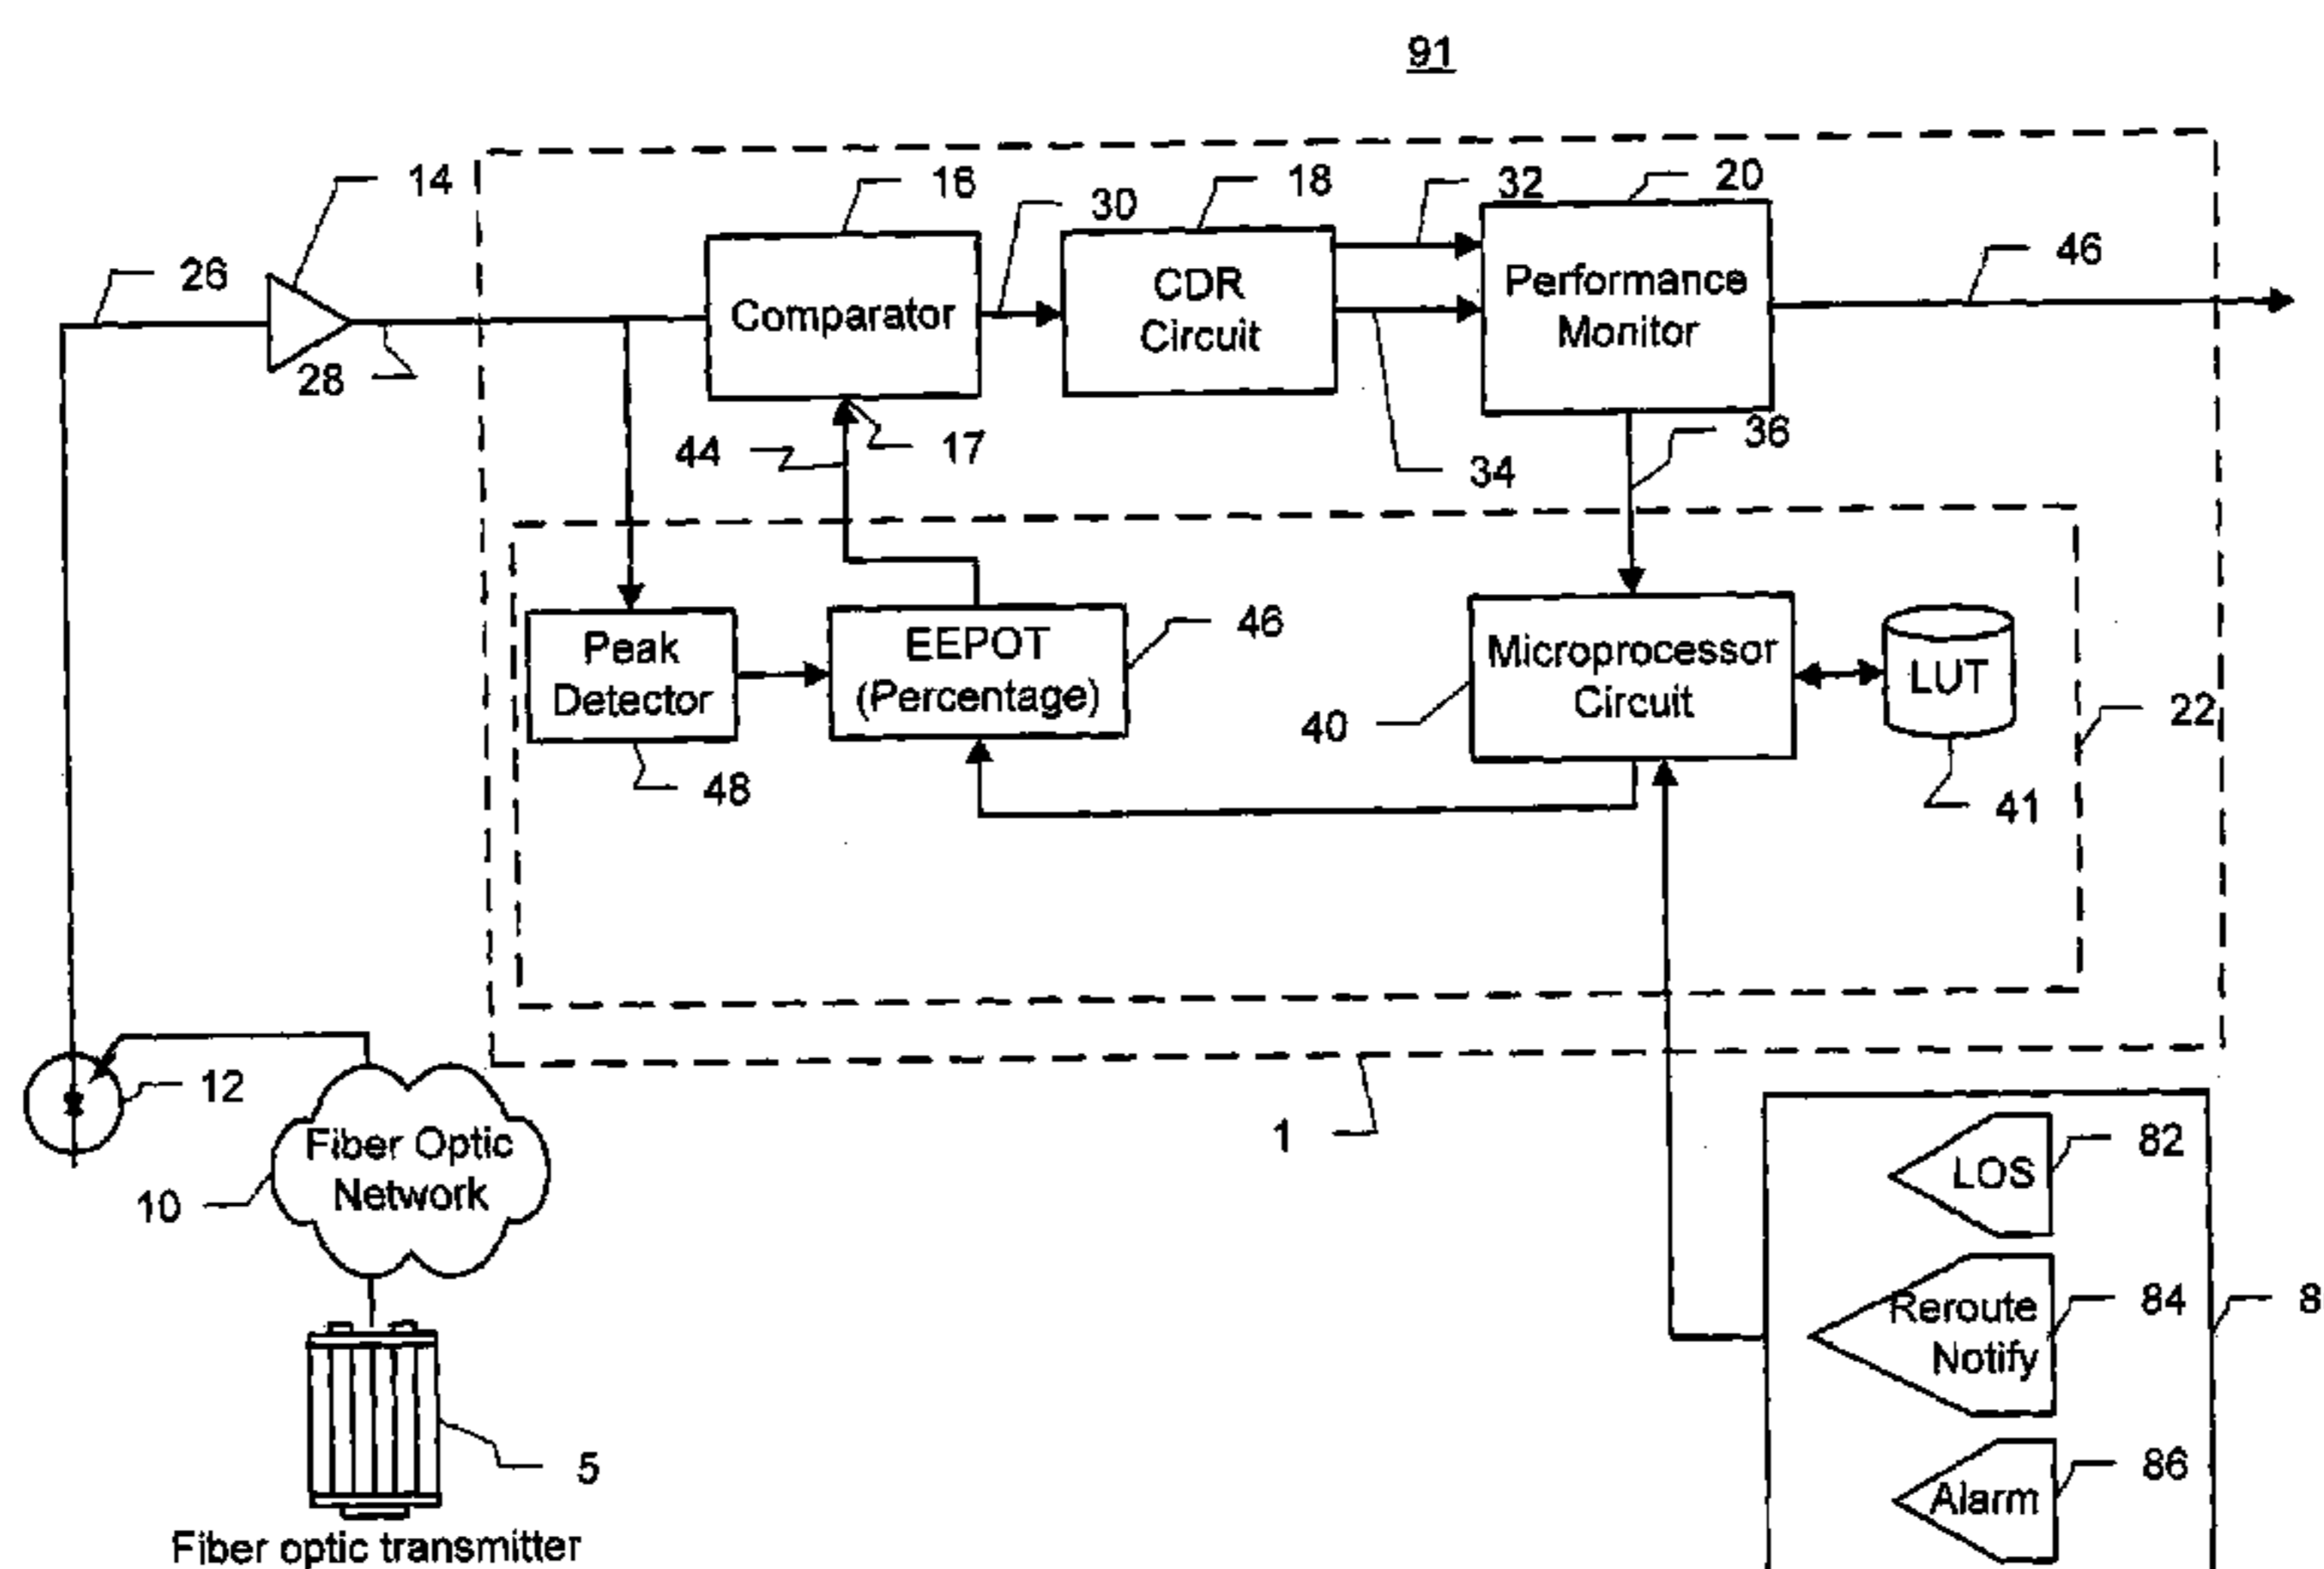 91
14
16
18
32
20
30
26
46
Comparator
CDR
Circuit
Performance
Monitor
28
44
17
34
36
Peak
Detector
EEPOT
(Percentage)
46
Microprocessor
Circuit
LUT
40
22
48
41
12
1
Fiber Optic
Network
10
LOS
82
Reroute
Notify
84
8
5
Alarm
86
Fiber optic transmitter